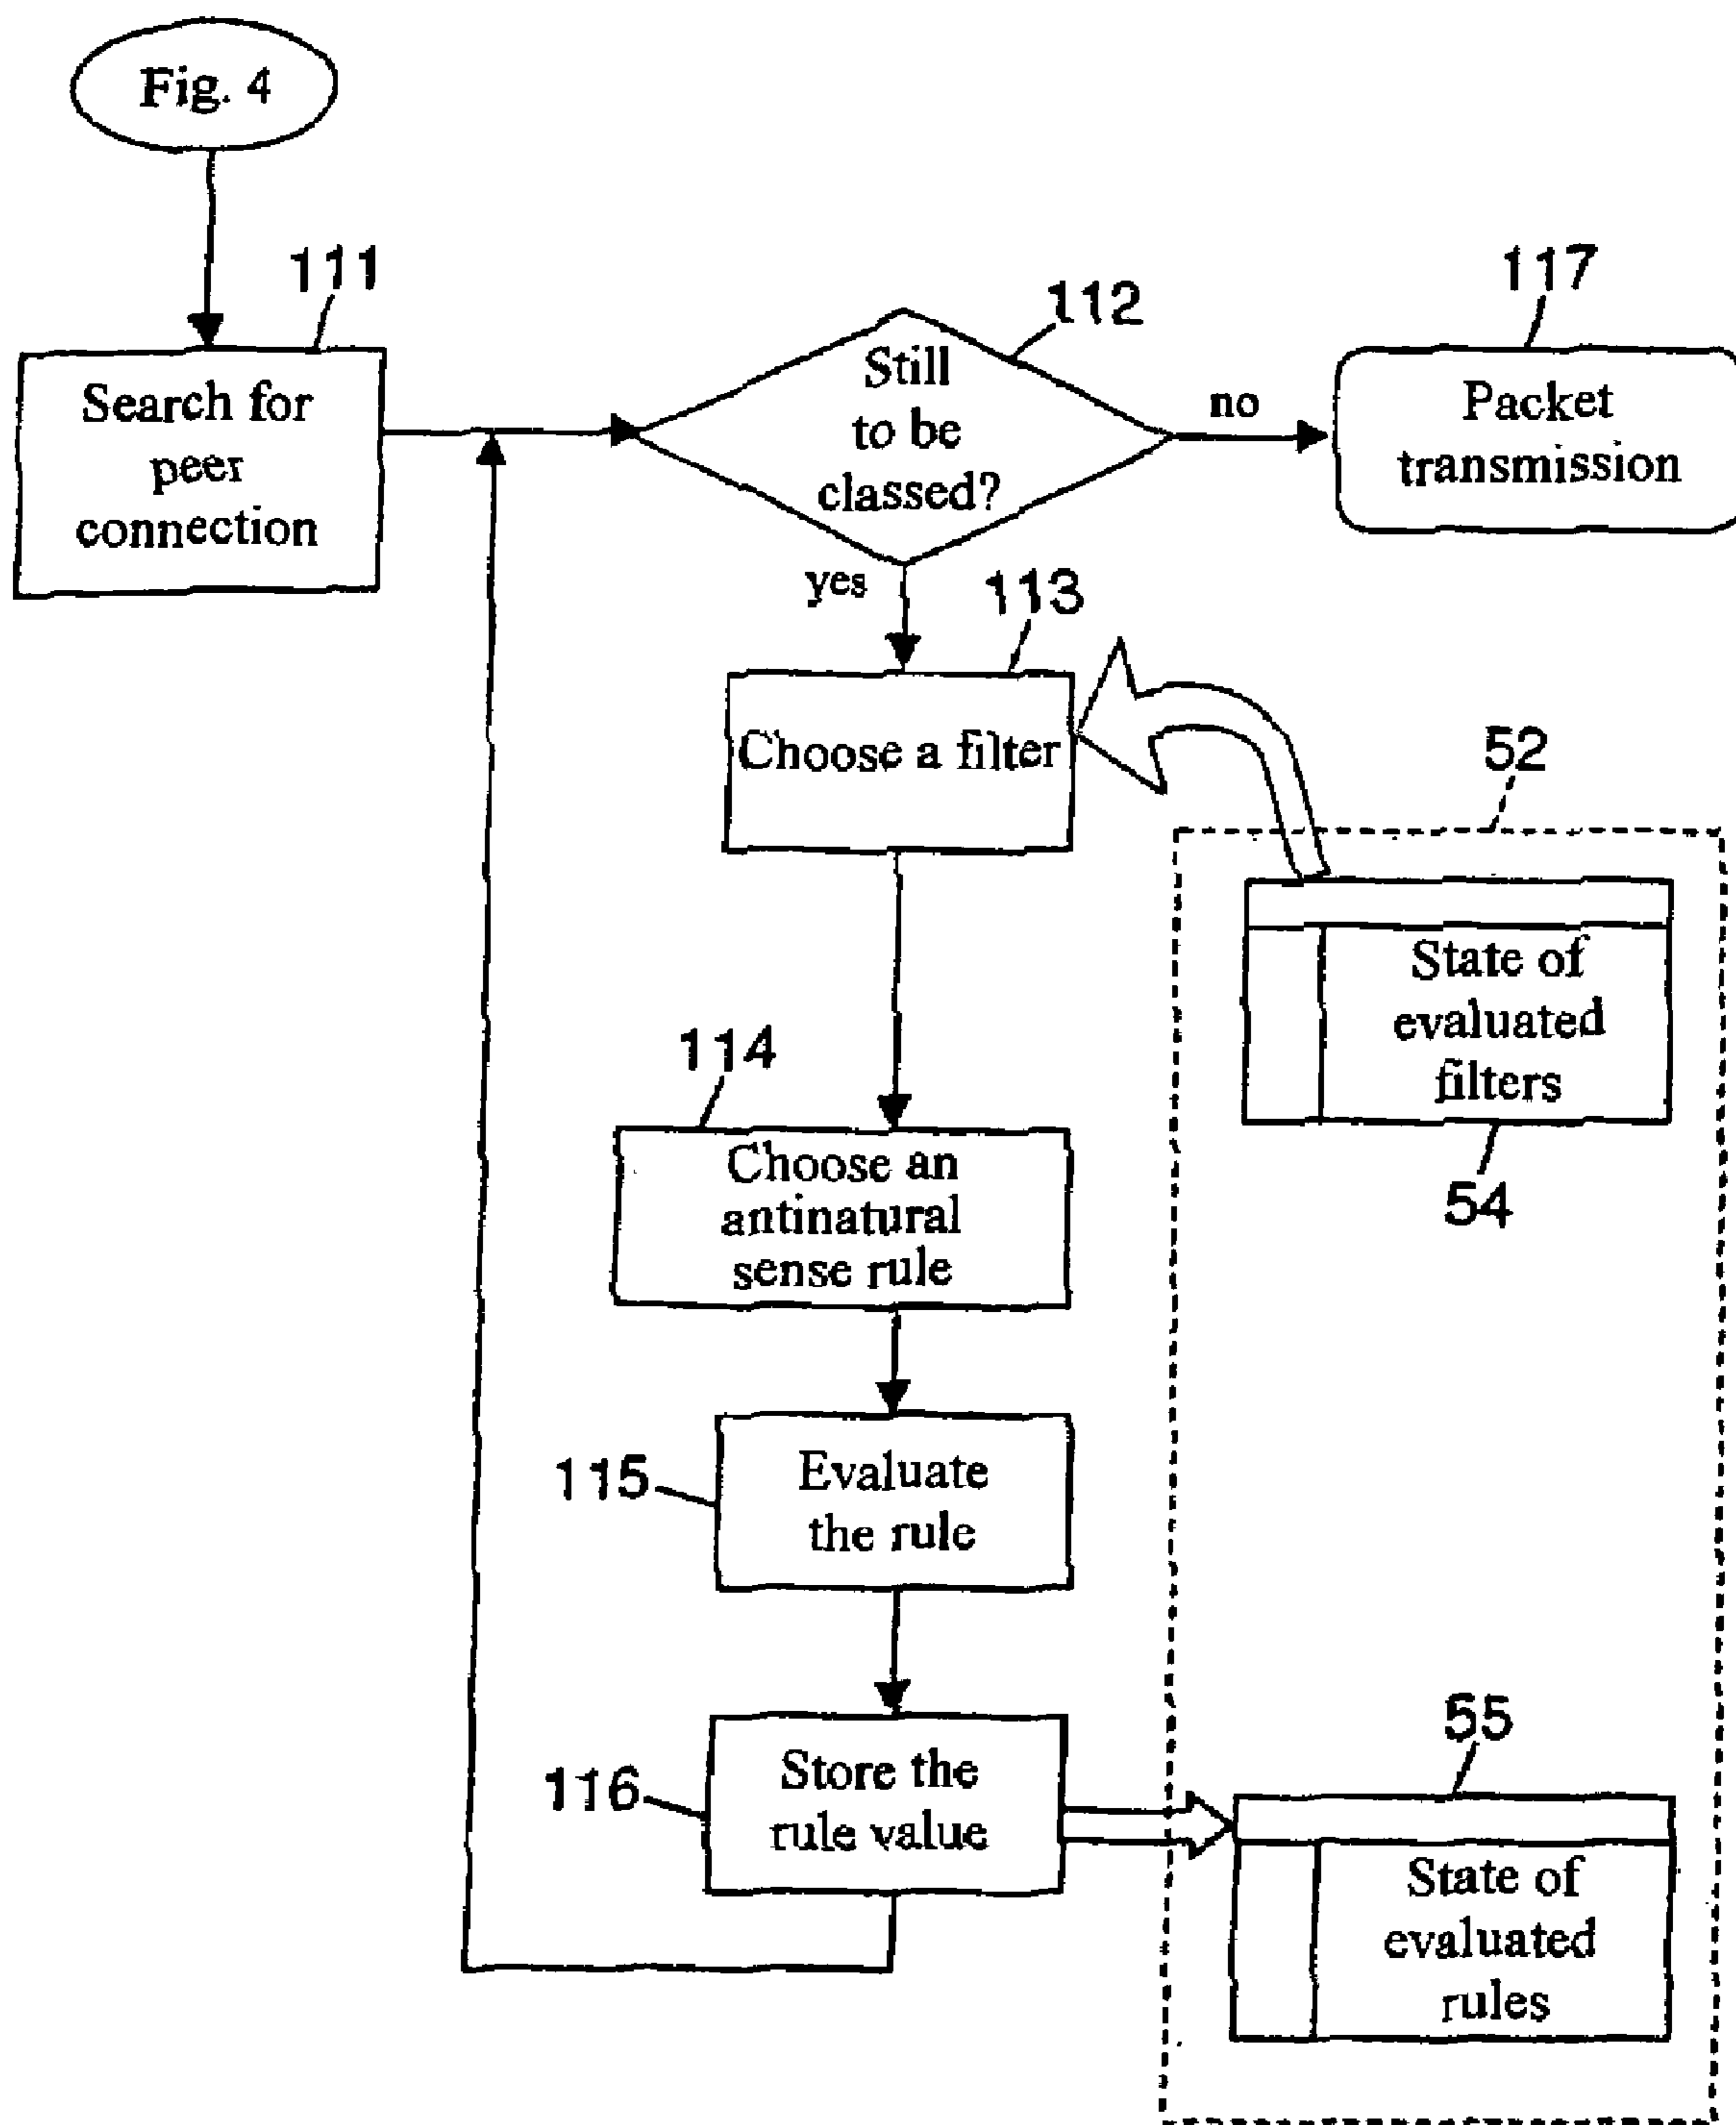 Fig. 4
111
Search for
peer
connection
112
Still
to be
classed?
no
117
Packet
transmission
yes
113
Choose a filter
52
State of
evaluated
filters
54
114
Choose an
antinatural
sense rule
115
Evaluate
the rule
116
Store the
rule value
55
State of
evaluated
rules